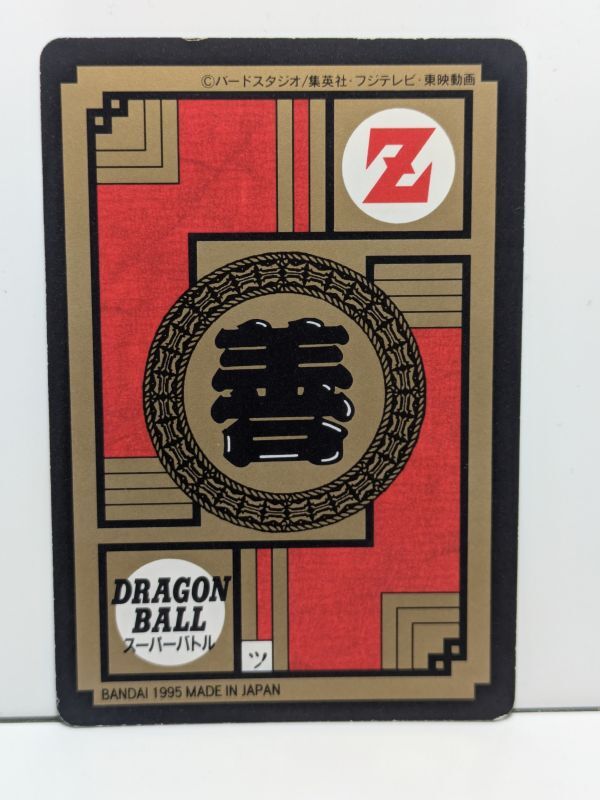 ©バードスタジオ/集英社・フジテレビ・東映動画
Z
善
DRAGON
BALL
スーパーバトル
ツ
BANDAI 1995 MADE IN JAPAN